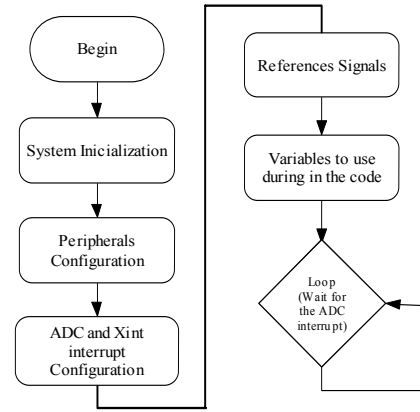 Begin
System Inicialization
Peripherals
Configuration
ADC and Xint
interrupt
Configuration
References Signals
Variables to use
during in the code
Loop
(Wait for
the ADC
interrupt)